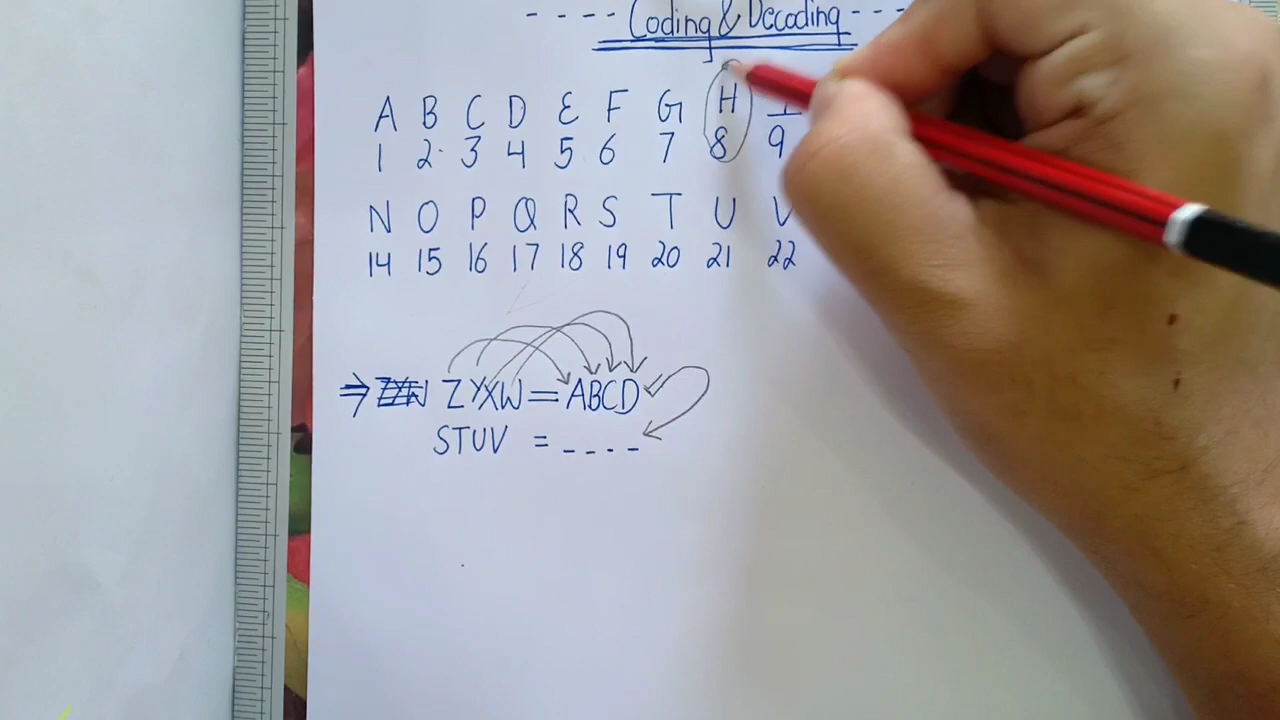 ---- Coding & Decoding ---
A B C D E F G H I
1 2 3 4 5 6 7 8 9
N O P Q R S T U V
14 15 16 17 18 19 20 21 22
⇒ ZYXW = ABCD
STUV = _ _ _ _